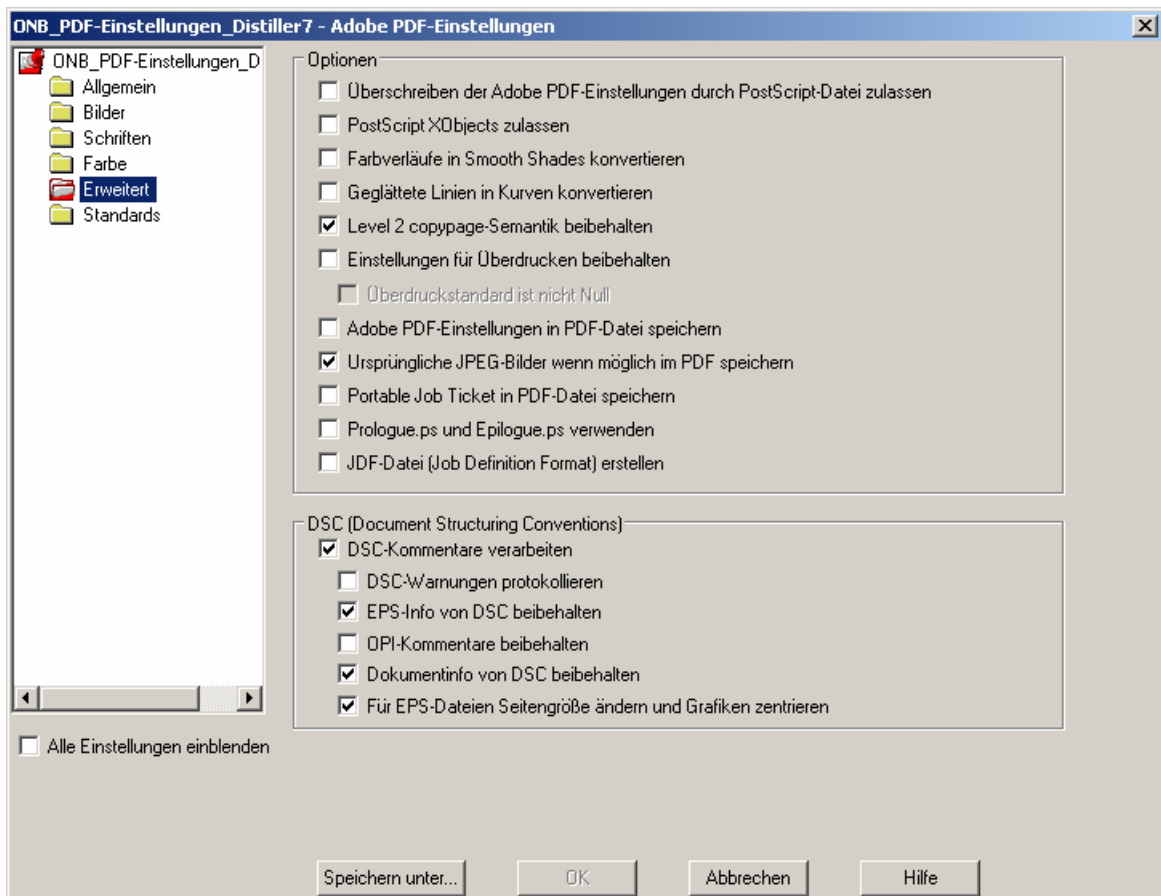 ONB_PDF-Einstellungen_Distiller7 - Adobe PDF-Einstellungen
ONB_PDF-Einstellungen_D
Allgemein
Bilder
Schriften
Farbe
Erweitert
Standards
Alle Einstellungen einblenden
Optionen
Überschreiben der Adobe PDF-Einstellungen durch PostScript-Datei zulassen
PostScript XObjects zulassen
Farbverläufe in Smooth Shades konvertieren
Geglättete Linien in Kurven konvertieren
Level 2 copypage-Semantik beibehalten
Einstellungen für Überdrucken beibehalten
Überdruckstandard ist nicht Null
Adobe PDF-Einstellungen in PDF-Datei speichern
Ursprüngliche JPEG-Bilder wenn möglich im PDF speichern
Portable Job Ticket in PDF-Datei speichern
Prologue.ps und Epilogue.ps verwenden
JDF-Datei (Job Definition Format) erstellen
DSC (Document Structuring Conventions)
DSC-Kommentare verarbeiten
DSC-Warnungen protokollieren
EPS-Info von DSC beibehalten
OPI-Kommentare beibehalten
Dokumentinfo von DSC beibehalten
Für EPS-Dateien Seitengröße ändern und Grafiken zentrieren
Speichern unter...
OK
Abbrechen
Hilfe